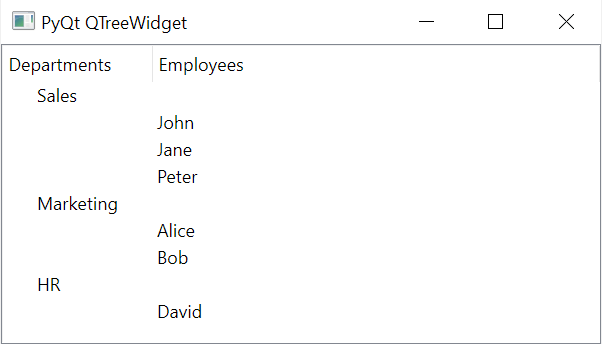 PyQt QTreeWidget
Departments Employees
Sales
John
Jane
Peter
Marketing
Alice
Bob
HR
David